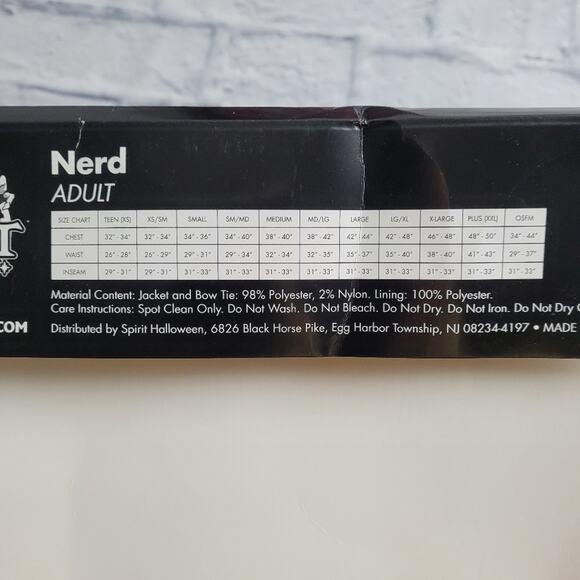 Nerd
ADULT
SIZE CHART TEEN (XS) XS/SM SMALL SM/MD MEDIUM MD/LG LARGE LG/XL X-LARGE PLUS (XXL) OSFM
CHEST 32" - 34" 32" - 34" 34" - 36" 34" - 40" 38" - 40" 38" - 42" 42" - 44" 42" - 48" 46" - 48" 48" - 50" 34" - 44"
WAIST 26" - 28" 26" - 29" 29" - 31" 29" - 34" 32" - 34" 32" - 35" 35" - 37" 35" - 40" 38" - 40" 41" - 43" 29" - 37"
INSEAM 29" - 31" 29" - 31" 31" - 33" 31" - 33" 31" - 33" 31" - 33" 31" - 33" 31" - 33" 31" - 33" 31" - 33" 31" - 33"
Material Content: Jacket and Bow Tie: 98% Polyester, 2% Nylon. Lining: 100% Polyester.
Care Instructions: Spot Clean Only. Do Not Wash. Do Not Bleach. Do Not Dry. Do Not Iron. Do Not Dry
.COM Distributed by Spirit Halloween, 6826 Black Horse Pike, Egg Harbor Township, NJ 08234-4197 • MADE